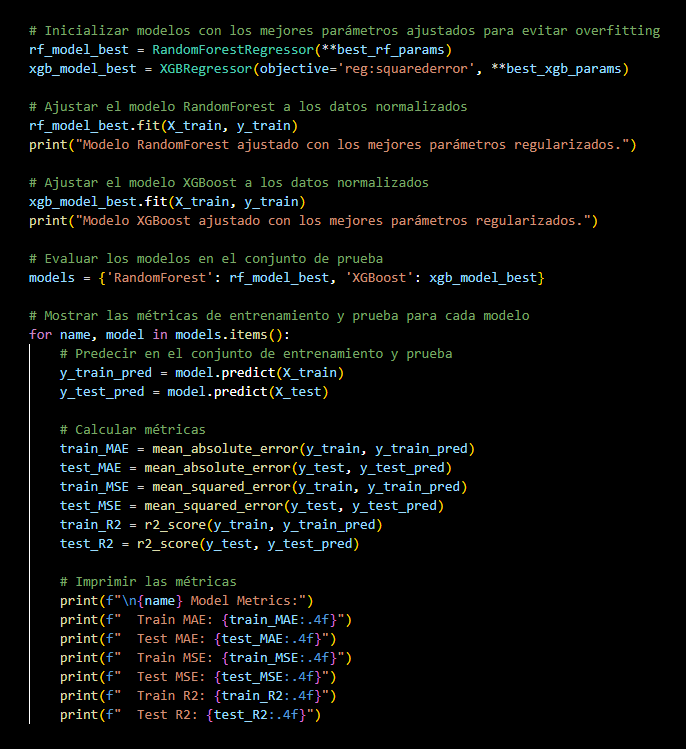 # Inicializar modelos con los mejores parámetros ajustados para evitar overfitting
rf_model_best = RandomForestRegressor(**best_rf_params)
xgb_model_best = XGBRegressor(objective='reg:squarederror', **best_xgb_params)
# Ajustar el modelo RandomForest a los datos normalizados
rf_model_best.fit(X_train, y_train)
print("Modelo RandomForest ajustado con los mejores parámetros regularizados.")
# Ajustar el modelo XGBoost a los datos normalizados
xgb_model_best.fit(X_train, y_train)
print("Modelo XGBoost ajustado con los mejores parámetros regularizados.")
# Evaluar los modelos en el conjunto de prueba
models = {'RandomForest': rf_model_best, 'XGBoost': xgb_model_best}
# Mostrar las métricas de entrenamiento y prueba para cada modelo
for name, model in models.items():
    # Predecir en el conjunto de entrenamiento y prueba
    y_train_pred = model.predict(X_train)
    y_test_pred = model.predict(X_test)
    # Calcular métricas
    train_MAE = mean_absolute_error(y_train, y_train_pred)
    test_MAE = mean_absolute_error(y_test, y_test_pred)
    train_MSE = mean_squared_error(y_train, y_train_pred)
    test_MSE = mean_squared_error(y_test, y_test_pred)
    train_R2 = r2_score(y_train, y_train_pred)
    test_R2 = r2_score(y_test, y_test_pred)
    # Imprimir las métricas
    print(f"\n{name} Model Metrics:")
    print(f"  Train MAE: {train_MAE:.4f}")
    print(f"  Test MAE: {test_MAE:.4f}")
    print(f"  Train MSE: {train_MSE:.4f}")
    print(f"  Test MSE: {test_MSE:.4f}")
    print(f"  Train R2: {train_R2:.4f}")
    print(f"  Test R2: {test_R2:.4f}")